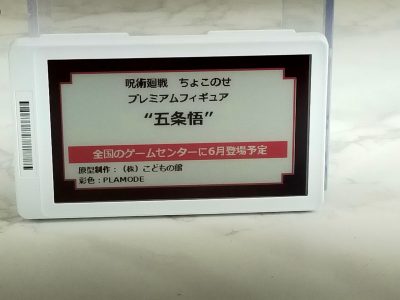 呪術廻戦 ちょこのせ
プレミアムフィギュア
“五条悟”
全国のゲームセンターに6月登場予定
原型制作：（株）こどもの館
彩色：PLAMODE